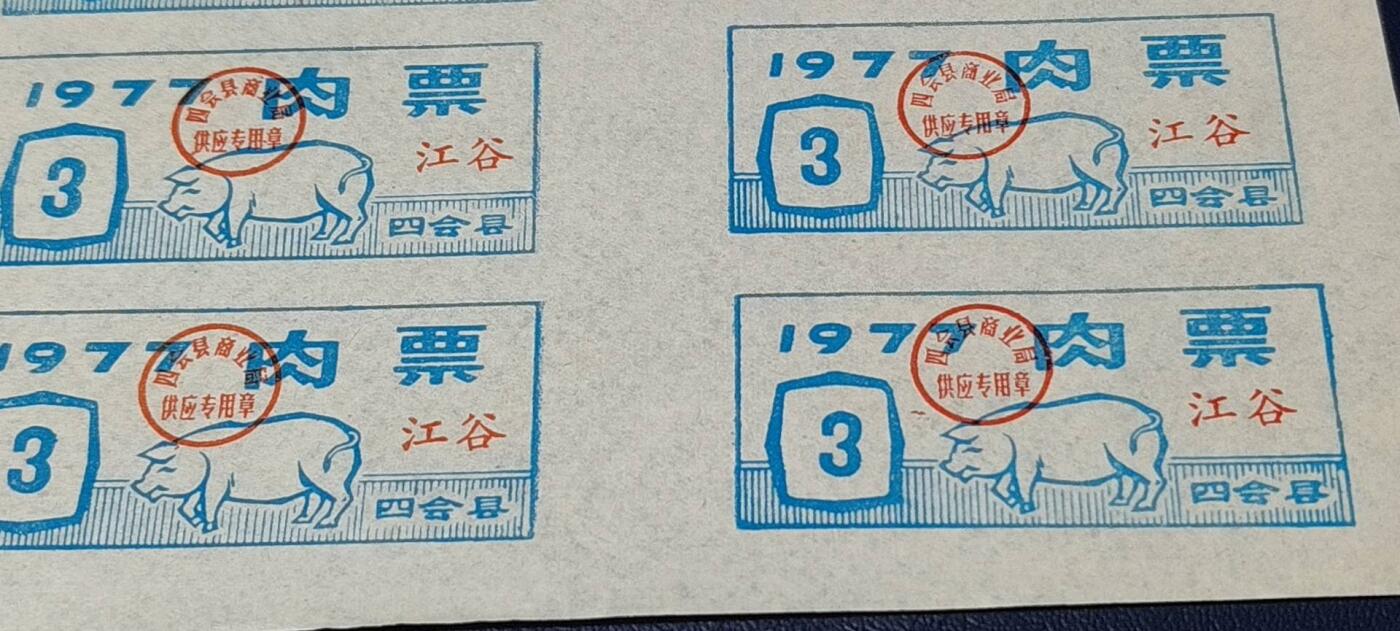 1977 肉票
四会县商业局
供应专用章
3
江谷
四会县
1977 肉票
四会县商业局
供应专用章
3
江谷
四会县
1977 肉票
四会县商业局
供应专用章
3
江谷
四会县
1977 肉票
四会县商业局
供应专用章
3
江谷
四会县